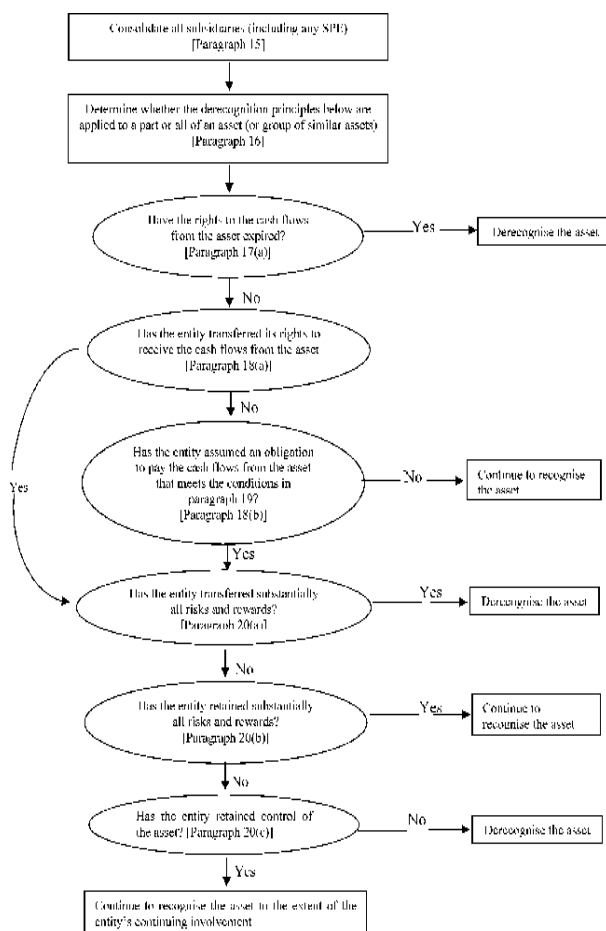 Consolidate all subsidiaries (including any SPE)
[Paragraph 15]
Determine whether the derecognition principles below are
applied to a part or all of an asset (or group of similar assets)
[Paragraph 16]
Have the rights to the cash flows
from the asset expired?
[Paragraph 17(a)]
Yes
Derecognise the asset
No
Has the entity transferred its rights to
receive the cash flows from the asset
[Paragraph 18(a)]
No
Yes
Has the entity assumed an obligation
to pay the cash flows from the asset
that meets the conditions in
paragraph 19?
[Paragraph 18(b)]
No
Continue to recognise
the asset
Yes
Has the entity transferred substantially
all risks and rewards?
[Paragraph 20(a)]
Yes
Derecognise the asset
No
Has the entity retained substantially
all risks and rewards?
[Paragraph 20(b)]
Yes
Continue to
recognise the asset
No
Has the entity retained control of
the asset? [Paragraph 20(c)]
No
Derecognise the asset
Yes
Continue to recognise the asset to the extent of the
entity's continuing involvement